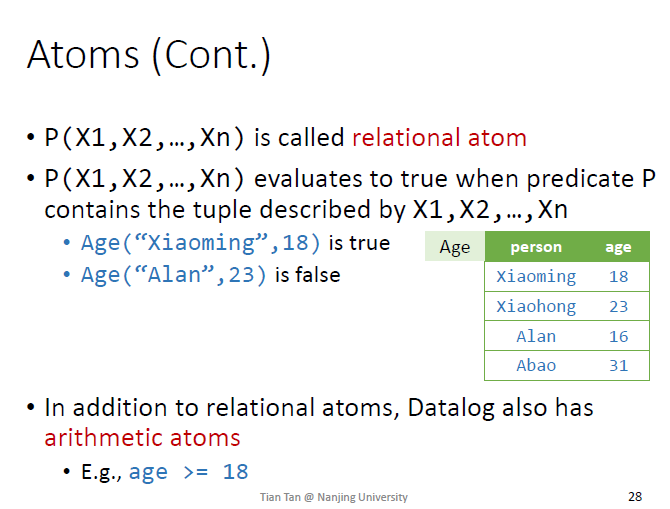 Atoms (Cont.)
• P(X1,X2,…,Xn) is called relational atom
• P(X1,X2,…,Xn) evaluates to true when predicate P
contains the tuple described by X1,X2,…,Xn
• Age(“Xiaoming”,18) is true
• Age(“Alan”,23) is false
Age person age
Xiaoming 18
Xiaohong 23
Alan 16
Abao 31
• In addition to relational atoms, Datalog also has
arithmetic atoms
• E.g., age >= 18
Tian Tan @ Nanjing University
28